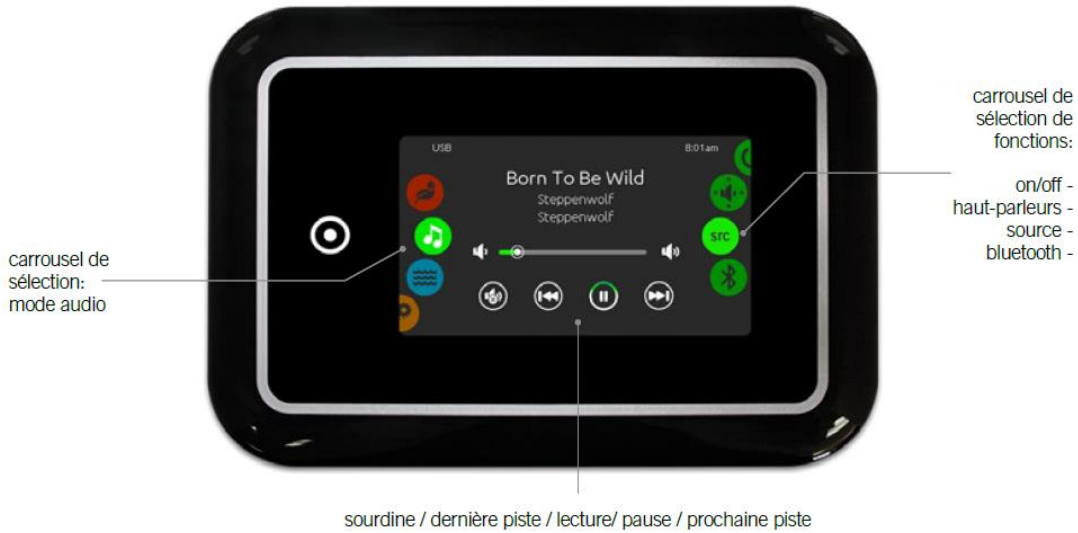 USB
8:01am
Born To Be Wild
Steppenwolf
Steppenwolf
src
carrousel de
sélection:
mode audio
carrousel de
sélection de
fonctions:
on/off -
haut-parleurs -
source -
bluetooth -
sourdine / dernière piste / lecture/ pause / prochaine piste